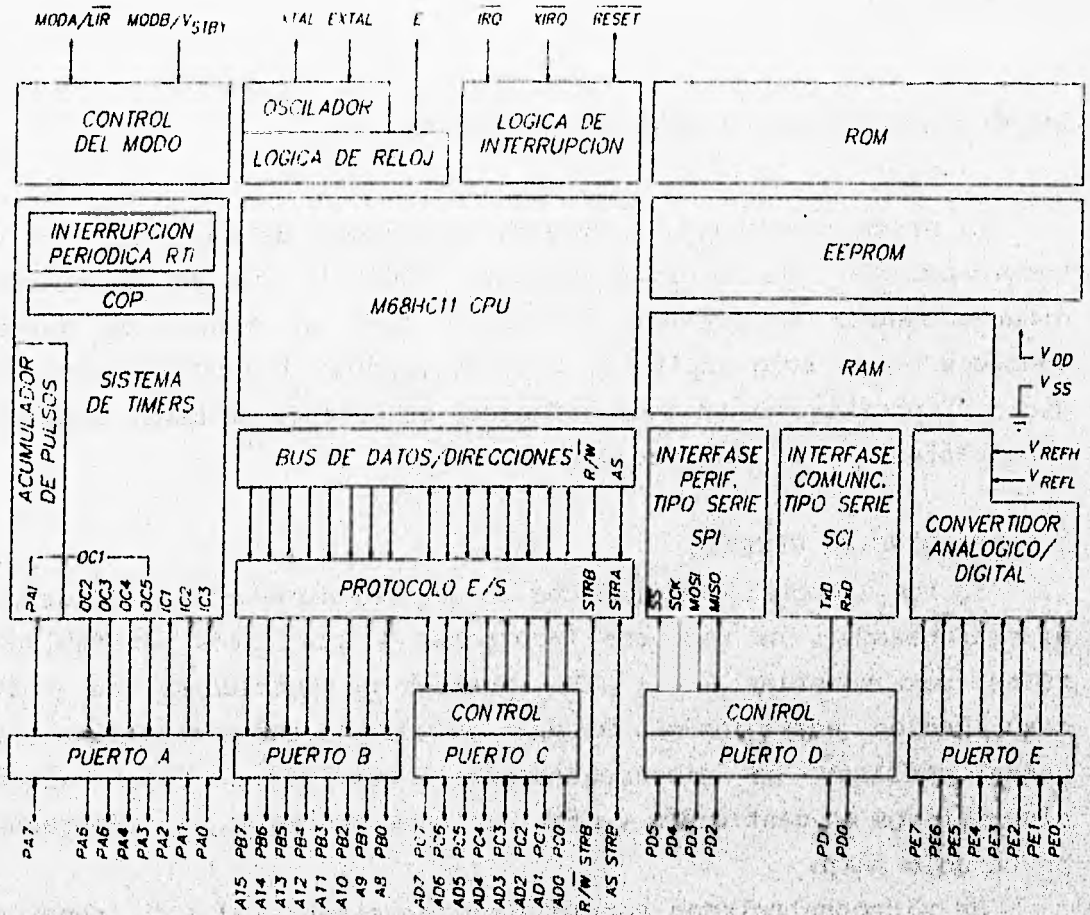 MODA/LIR MODB/VSTBY XTAL EXTAL E IRQ XIRQ RESET
CONTROL
DEL MODO
OSCILADOR
LOGICA DE RELOJ
LOGICA DE
INTERRUPCION
ROM
INTERRUPCION
PERIODICA RTI
COP
SISTEMA
DE TIMERS
ACUMULADOR
DE PULSOS
M68HC11 CPU
EEPROM
RAM
VDD
VSS
BUS DE DATOS/DIRECCIONES R/W AS
INTERFASE
PERIF.
TIPO SERIE
SPI
INTERFASE
COMUNIC.
TIPO SERIE
SCI
VREFH
VREFL
CONVERTIDOR
ANALOGICO/
DIGITAL
OC1
PAI OC2 OC3 OC4 OC5 IC1 IC2 IC3
PROTOCOLO E/S STRB STRA
SS SCK MOSI MISO
TxD RxD
CONTROL
CONTROL
PUERTO A
PUERTO B
PUERTO C
PUERTO D
PUERTO E
PA7 PA6 PA6 PA4 PA3 PA2 PA1 PA0
PB7 PB6 PB5 PB4 PB3 PB2 PB1 PB0
A15 A14 A13 A12 A11 A10 A9 A8
PC7 PC6 PC5 PC4 PC3 PC2 PC1 PC0
AD7 AD6 AD5 AD4 AD3 AD2 AD1 AD0
R/W STRB
AS STRB
PD5 PD4 PD3 PD2 PD1 PD0
PE7 PE6 PE5 PE4 PE3 PE2 PE1 PE0